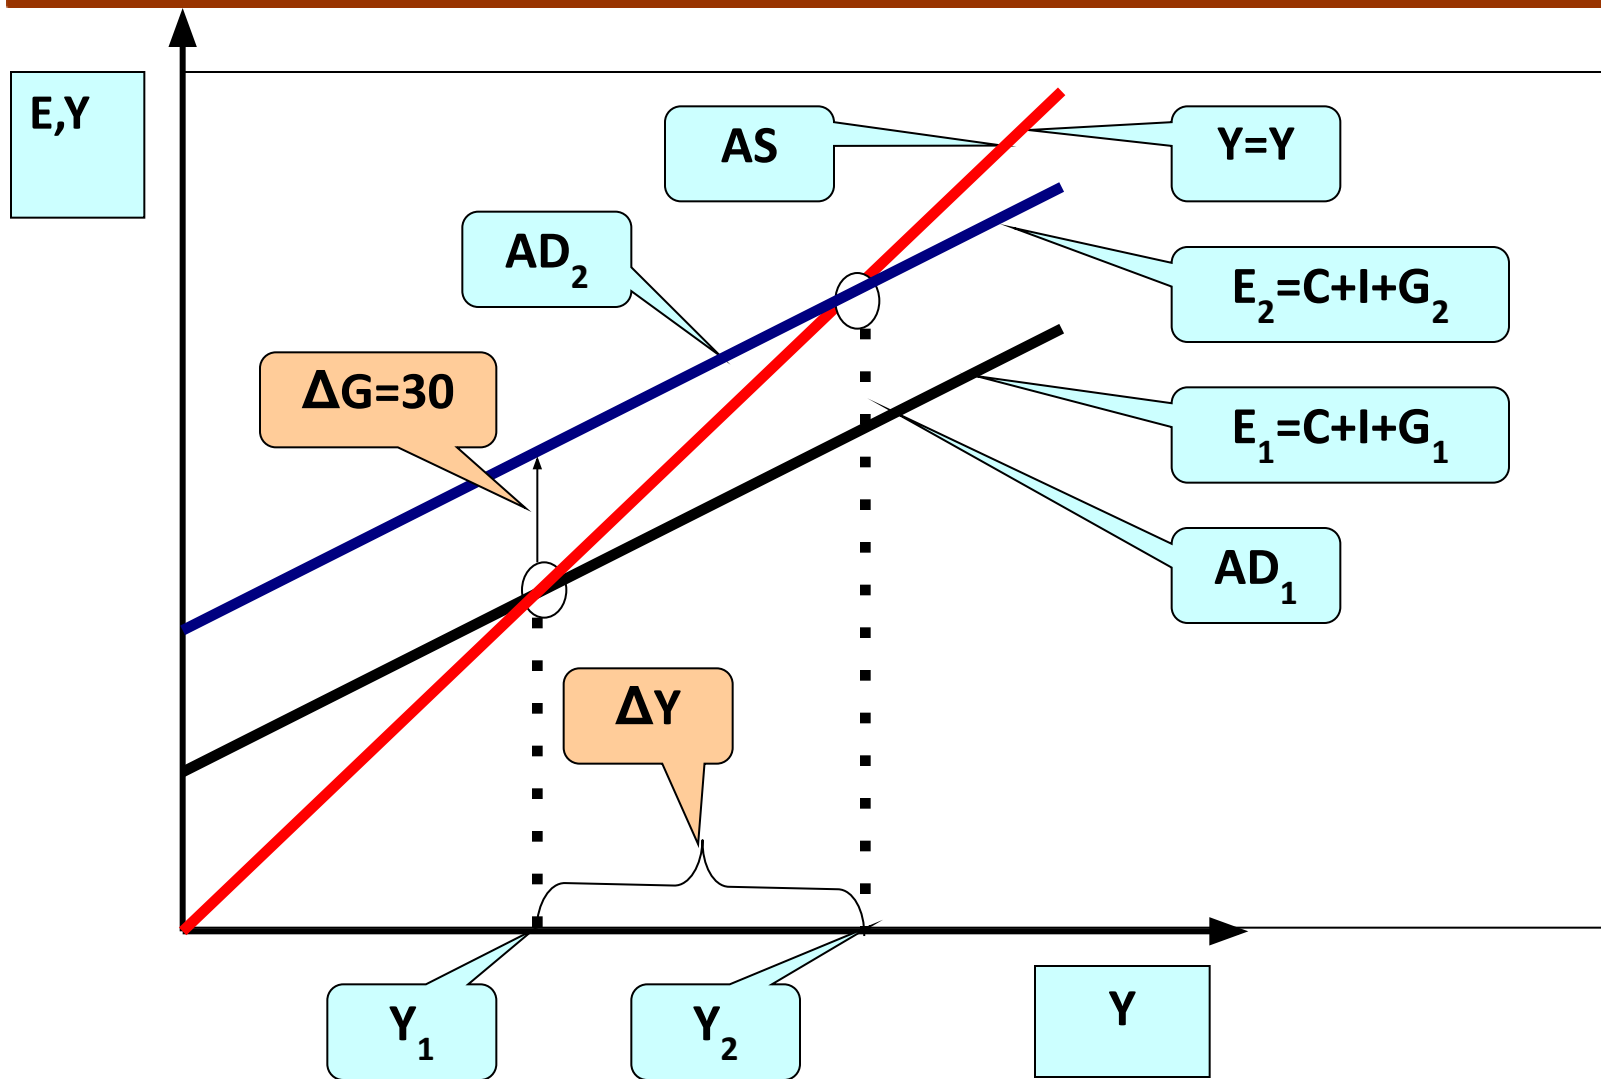 E,Y
AS
Y=Y
AD₂
E₂=C+I+G₂
ΔG=30
E₁=C+I+G₁
AD₁
ΔY
Y₁
Y₂
Y